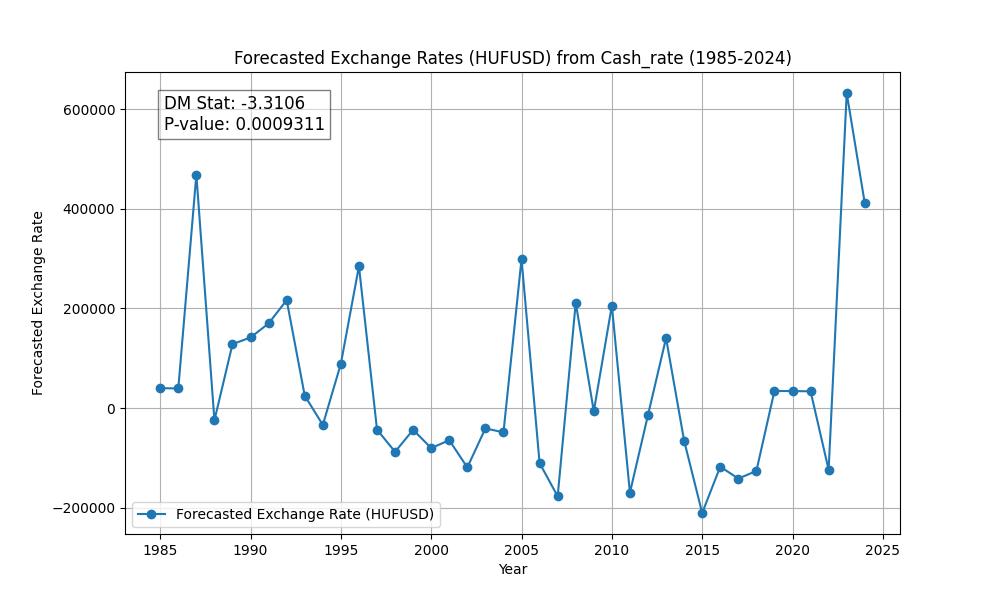 Forecasted Exchange Rates (HUFUSD) from Cash_rate (1985-2024)
DM Stat: -3.3106
P-value: 0.0009311
600000
400000
200000
0
−200000
Forecasted Exchange Rate
Forecasted Exchange Rate (HUFUSD)
1985 1990 1995 2000 2005 2010 2015 2020 2025
Year